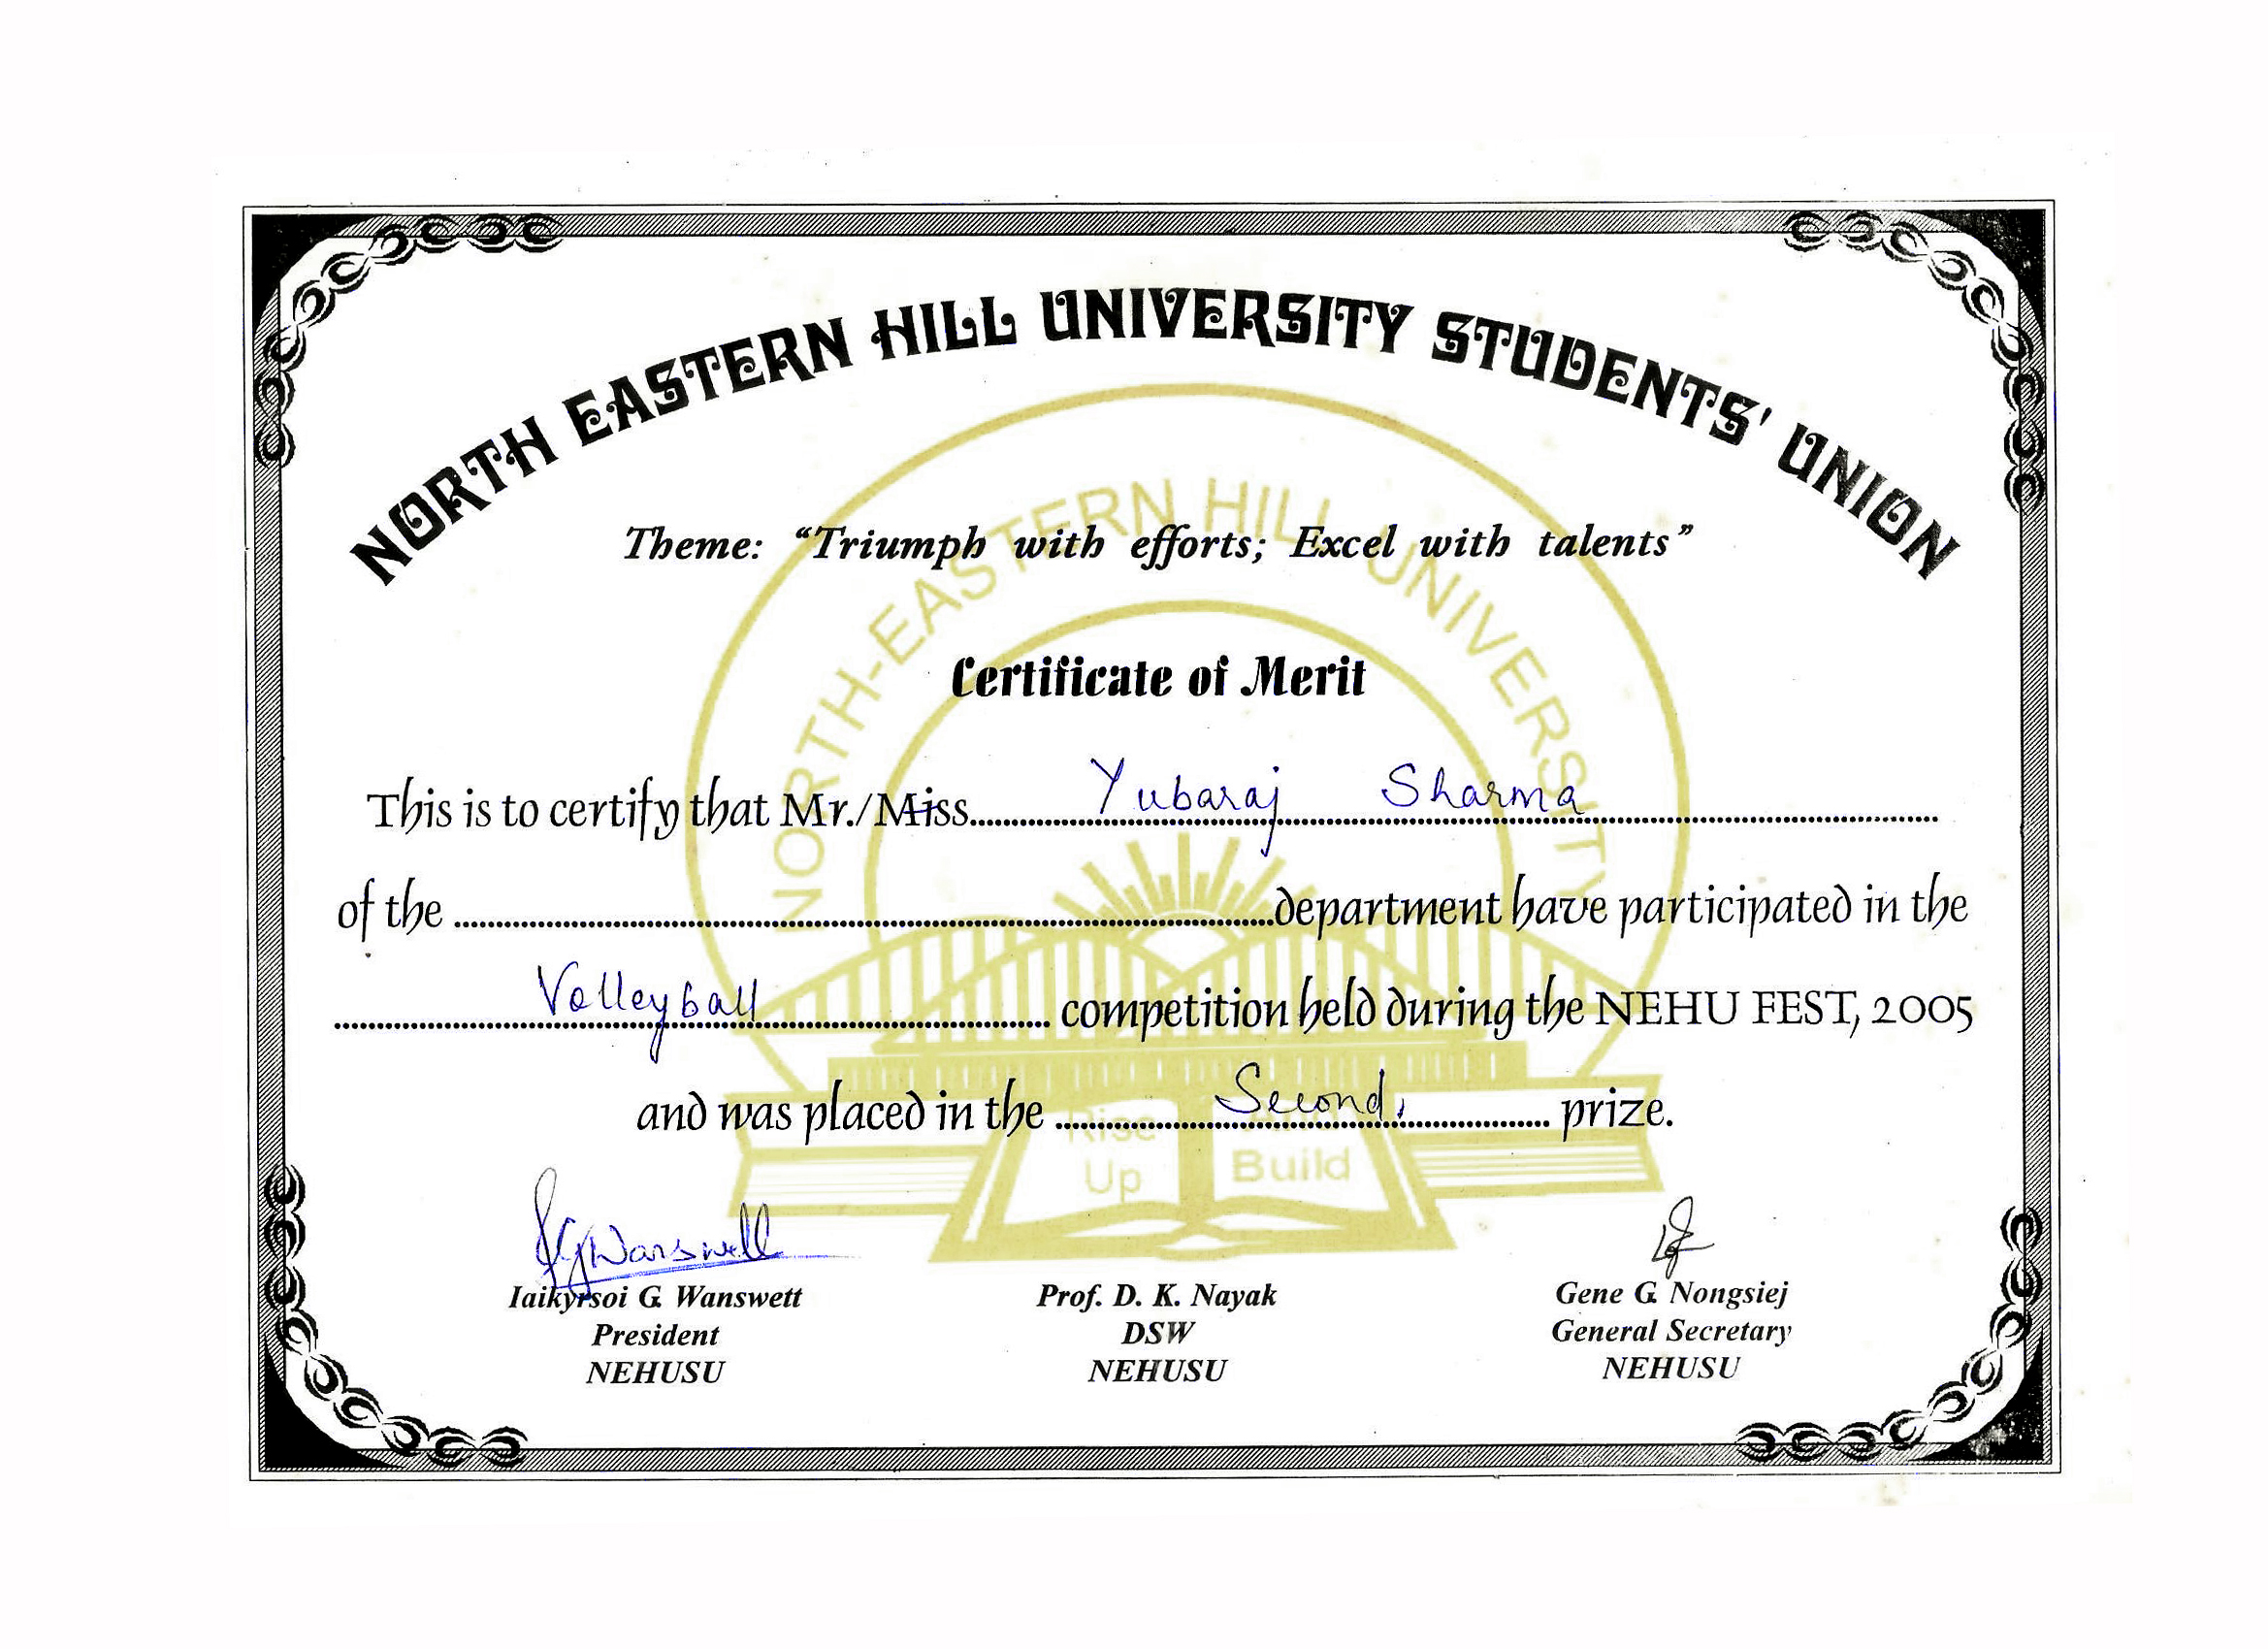 NORTH EASTERN HILL UNIVERSITY STUDENTS' UNION
Theme: “Triumph with efforts; Excel with talents”
NORTH-EASTERN HILL UNIVERSITY
Certificate of Merit
This is to certify that Mr./Miss....Yubaraj Sharma....
of the ....department have participated in the
....Volleyball.... competition held during the NEHU FEST, 2005
and was placed in the ....Second.... prize.
Rise And
Up Build
G Wanswett
Iaikyrsoi G. Wanswett Prof. D. K. Nayak Gene G. Nongsiej
President DSW General Secretary
NEHUSU NEHUSU NEHUSU